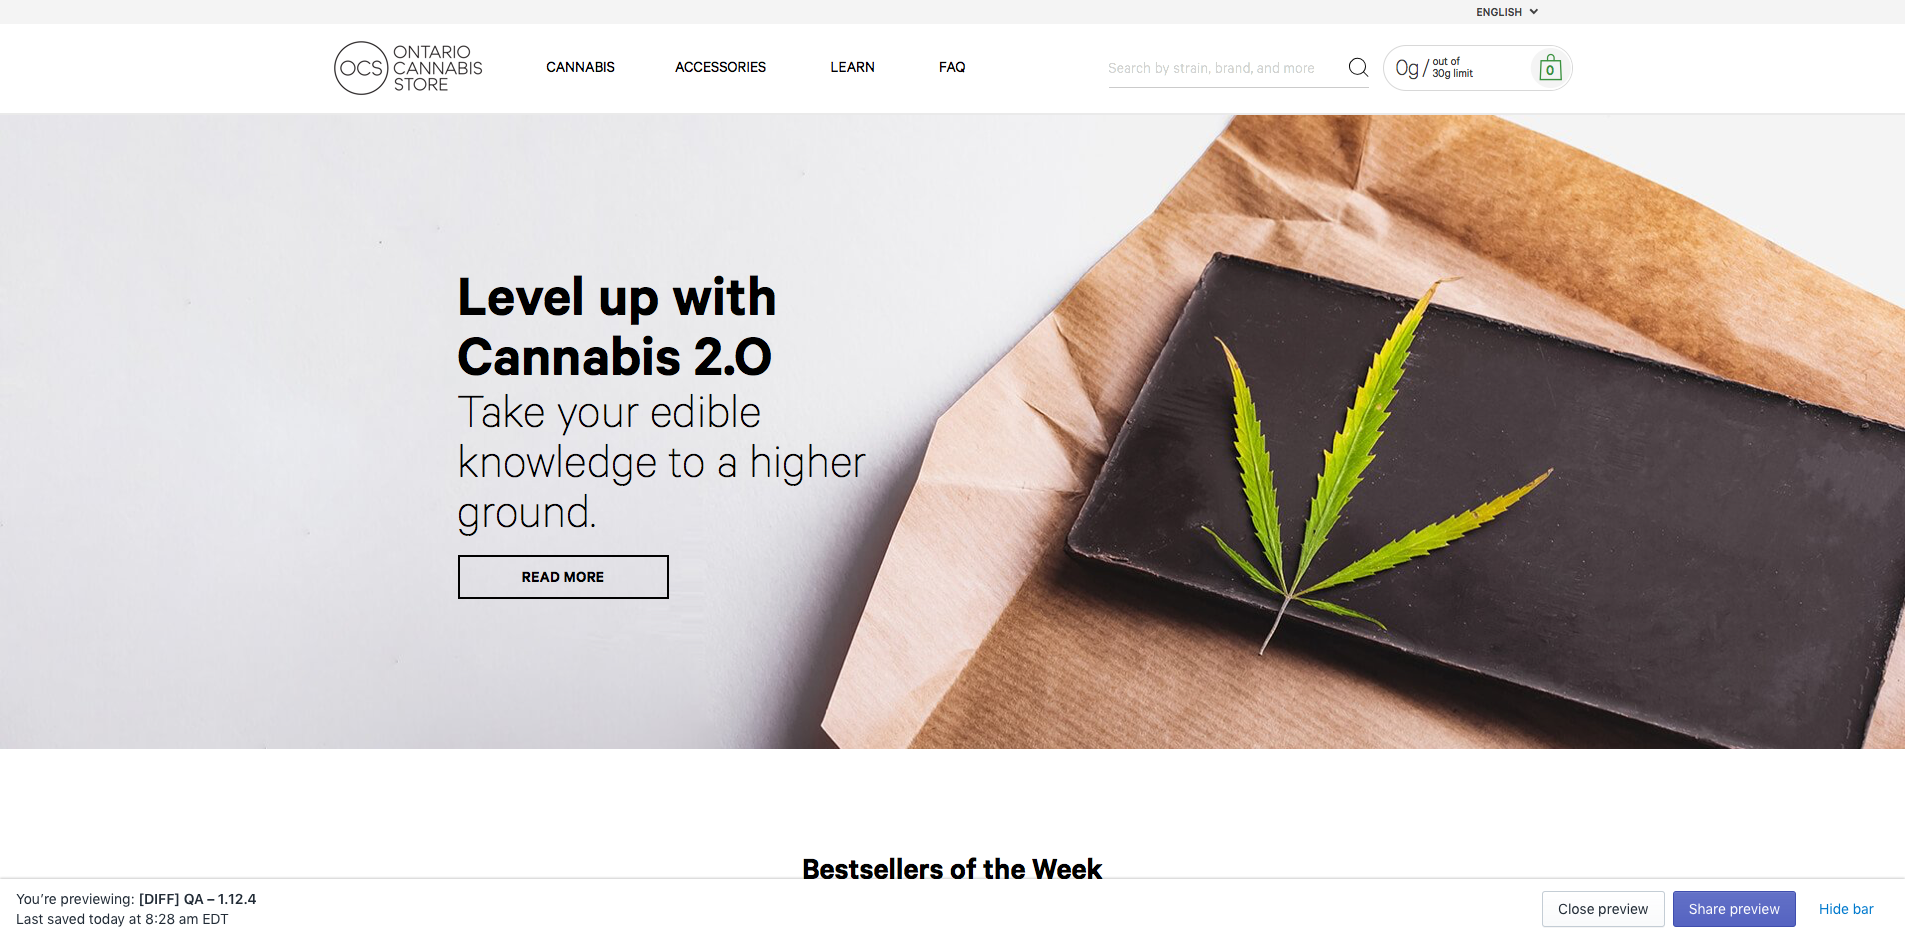 ENGLISH
OCS
ONTARIO
CANNABIS
STORE
CANNABIS
ACCESSORIES
LEARN
FAQ
Search by strain, brand, and more
0g / out of
30g limit
0
Level up with
Cannabis 2.0
Take your edible
knowledge to a higher
ground.
READ MORE
Bestsellers of the Week
You’re previewing: [DIFF] QA – 1.12.4
Last saved today at 8:28 am EDT
Close preview
Share preview
Hide bar